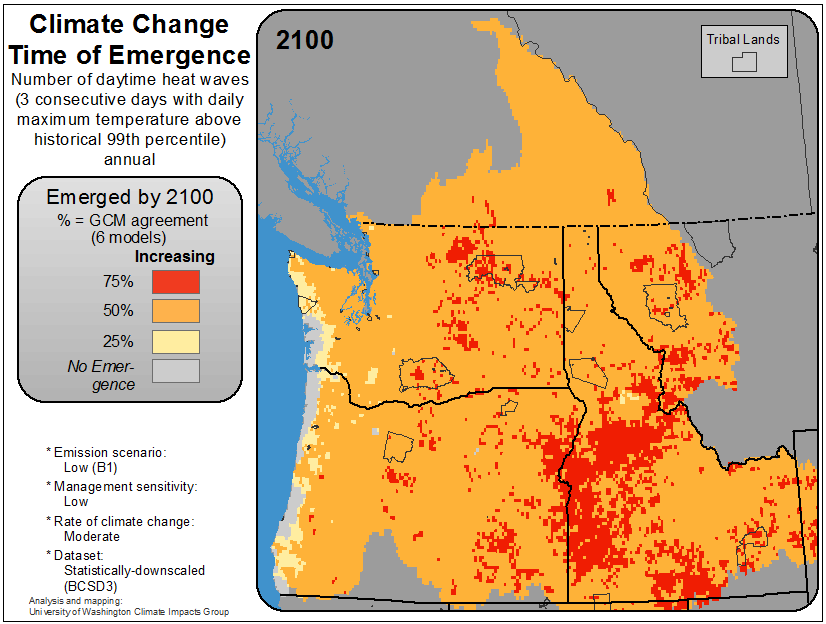 Climate Change
Time of Emergence
Number of daytime heat waves
(3 consecutive days with daily
maximum temperature above
historical 99th percentile)
annual
Emerged by 2100
% = GCM agreement
(6 models)
Increasing
75%
50%
25%
No Emer-
gence
* Emission scenario:
Low (B1)
* Management sensitivity:
Low
* Rate of climate change:
Moderate
* Dataset:
Statistically-downscaled
(BCSD3)
Analysis and mapping:
University of Washington Climate Impacts Group
2100
Tribal Lands